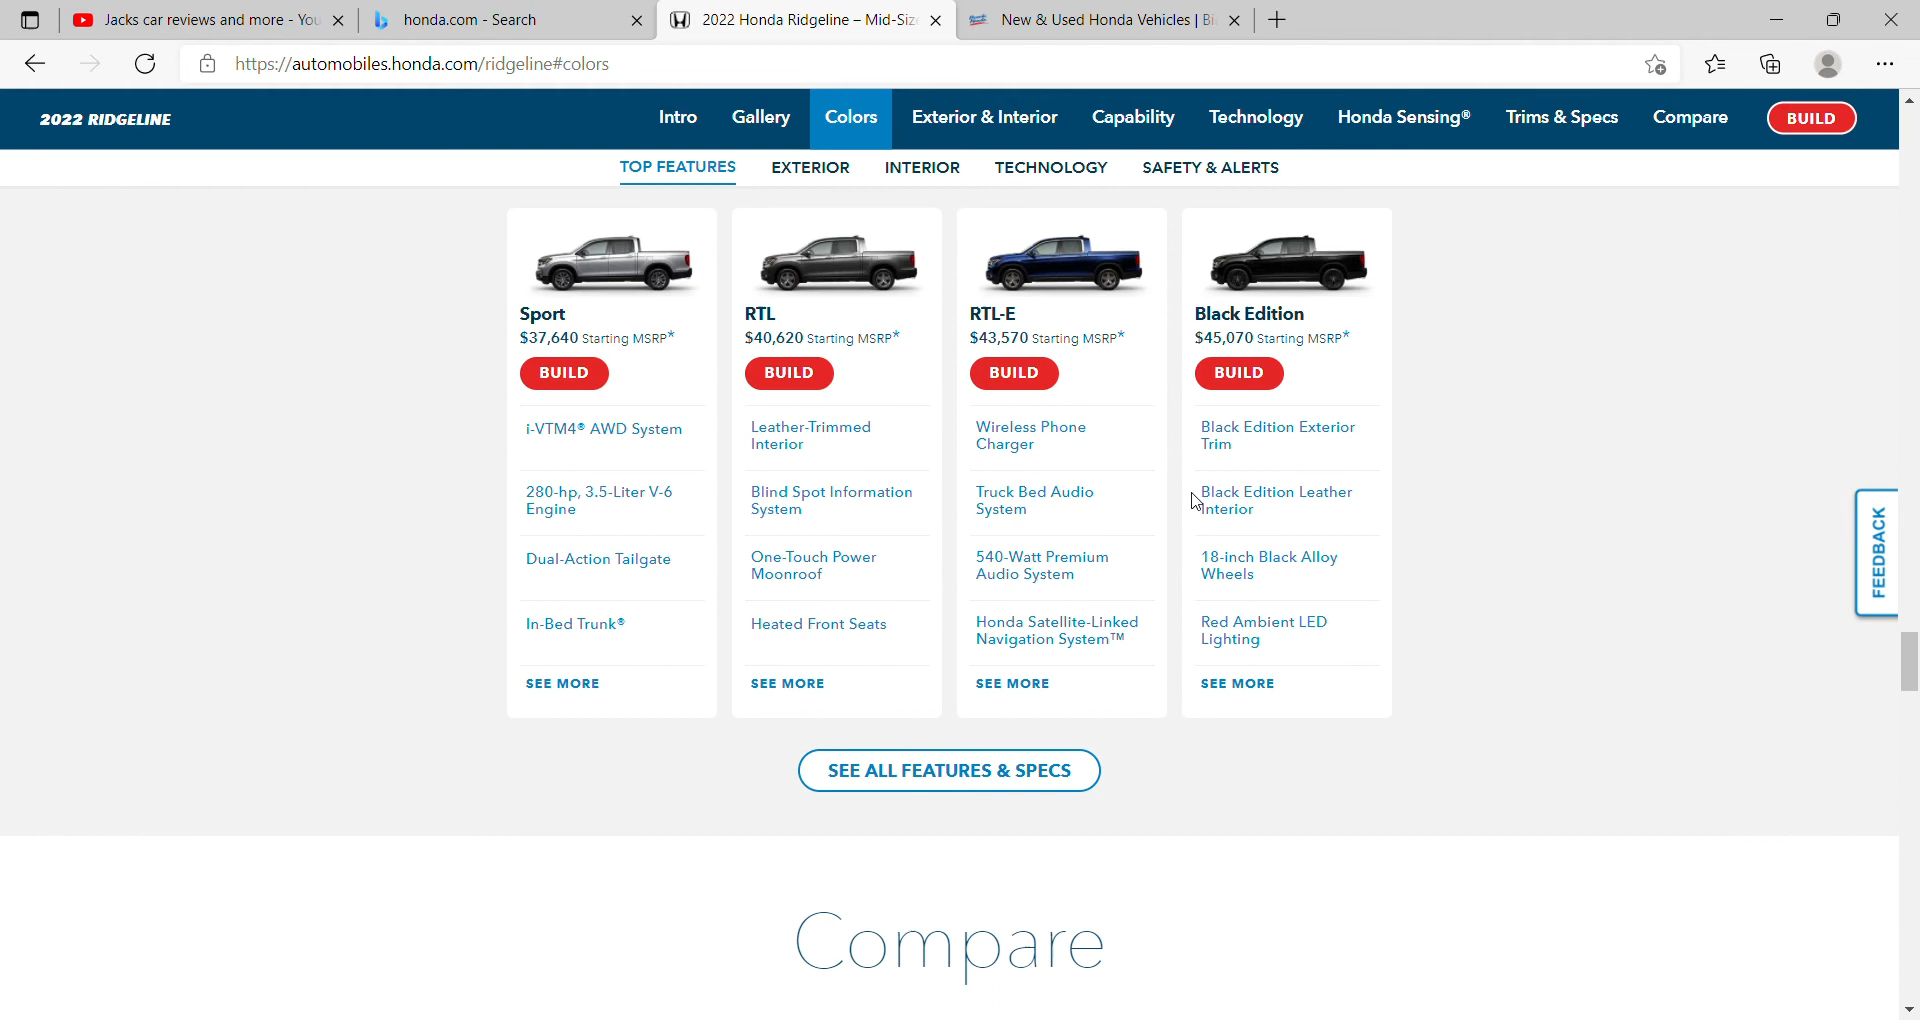 Jacks car reviews and more - You
honda.com - Search
2022 Honda Ridgeline – Mid-Size
New & Used Honda Vehicles | Bi
https://automobiles.honda.com/ridgeline#colors
2022 RIDGELINE
Intro
Gallery
Colors
Exterior & Interior
Capability
Technology
Honda Sensing®
Trims & Specs
Compare
BUILD
TOP FEATURES
EXTERIOR
INTERIOR
TECHNOLOGY
SAFETY & ALERTS
Sport
$37,640 Starting MSRP*
BUILD
i-VTM4® AWD System
280-hp, 3.5-Liter V-6
Engine
Dual-Action Tailgate
In-Bed Trunk®
SEE MORE
RTL
$40,620 Starting MSRP*
BUILD
Leather-Trimmed
Interior
Blind Spot Information
System
One-Touch Power
Moonroof
Heated Front Seats
SEE MORE
RTL-E
$43,570 Starting MSRP*
BUILD
Wireless Phone
Charger
Truck Bed Audio
System
540-Watt Premium
Audio System
Honda Satellite-Linked
Navigation System™
SEE MORE
Black Edition
$45,070 Starting MSRP*
BUILD
Black Edition Exterior
Trim
Black Edition Leather
Interior
18-inch Black Alloy
Wheels
Red Ambient LED
Lighting
SEE MORE
FEEDBACK
SEE ALL FEATURES & SPECS
Compare